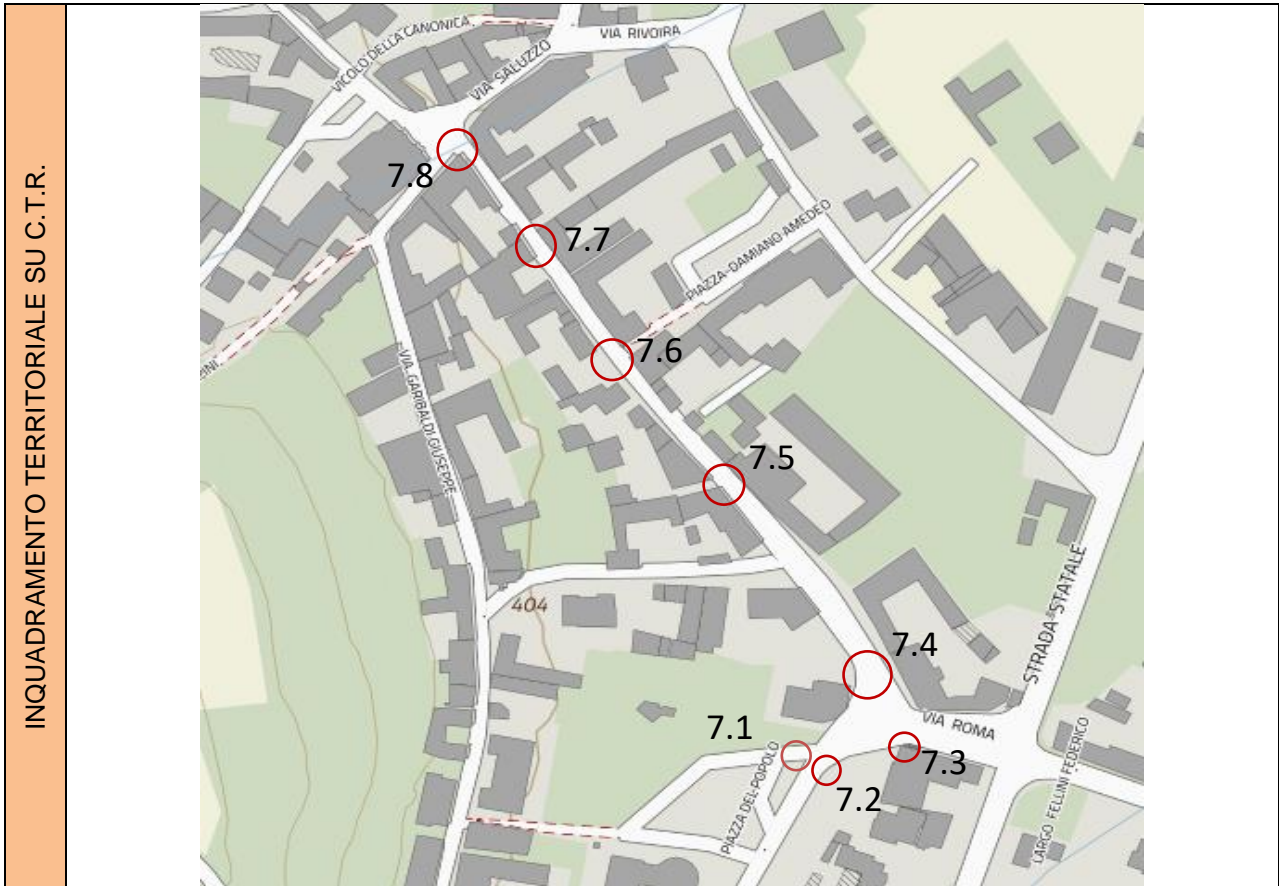 INQUADRAMENTO TERRITORIALE SU C.T.R.
VICOLO DELLA CANONICA
VIA SALUZZO
VIA RIVOIRA
7.8
7.7
PIAZZA DAMIANO AMEDEO
7.6
INI
VIA GARIBALDI GIUSEPPE
7.5
404
STRADA STATALE
7.4
7.1
VIA ROMA
7.3
7.2
PIAZZA DEL POPOLO
LARGO FELLINI FEDERICO